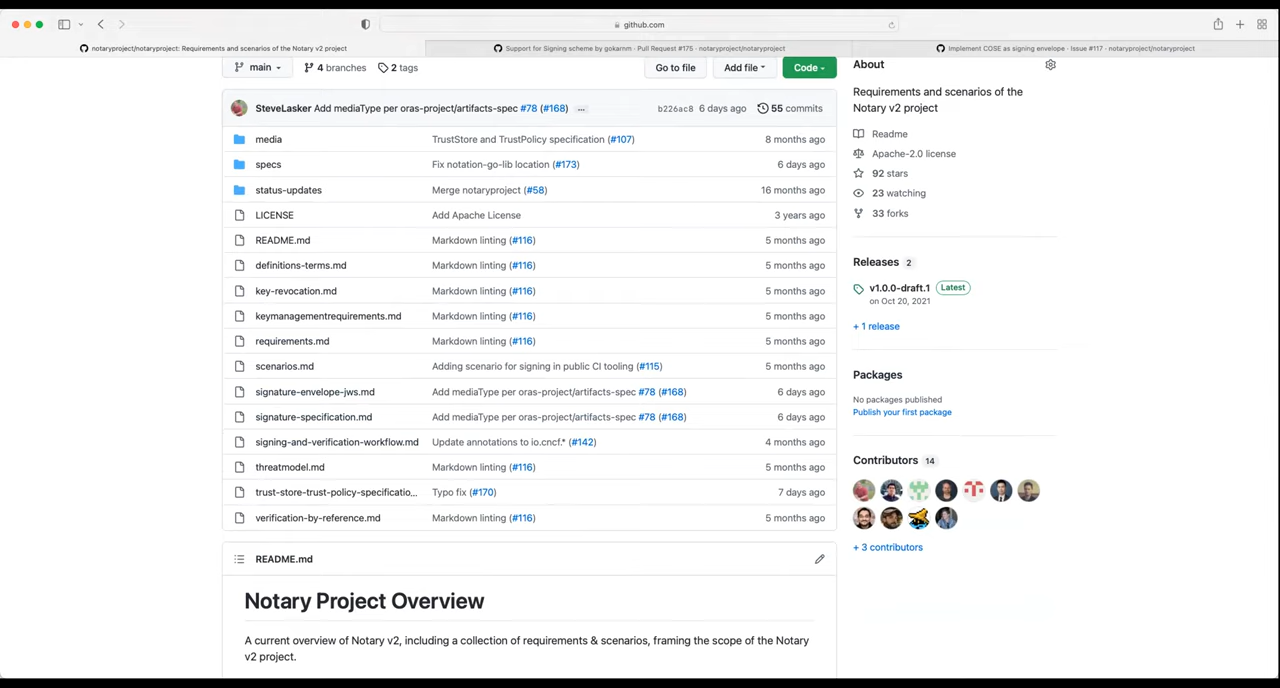 github.com
notaryproject/notaryproject: Requirements and scenarios of the Notary v2 project
Support for Signing scheme by gokarnm · Pull Request #175 · notaryproject/notaryproject
Implement COSE as signing envelope · Issue #117 · notaryproject/notaryproject
main
4 branches
2 tags
Go to file
Add file
Code
About
Requirements and scenarios of the
Notary v2 project
SteveLasker Add mediaType per oras-project/artifacts-spec #78 (#168) ...
b226ac8 6 days ago
55 commits
media TrustStore and TrustPolicy specification (#107) 8 months ago
specs Fix notation-go-lib location (#173) 6 days ago
status-updates Merge notaryproject (#58) 16 months ago
LICENSE Add Apache License 3 years ago
README.md Markdown linting (#116) 5 months ago
definitions-terms.md Markdown linting (#116) 5 months ago
key-revocation.md Markdown linting (#116) 5 months ago
keymanagementrequirements.md Markdown linting (#116) 5 months ago
requirements.md Markdown linting (#116) 5 months ago
scenarios.md Adding scenario for signing in public CI tooling (#115) 5 months ago
signature-envelope-jws.md Add mediaType per oras-project/artifacts-spec #78 (#168) 6 days ago
signature-specification.md Add mediaType per oras-project/artifacts-spec #78 (#168) 6 days ago
signing-and-verification-workflow.md Update annotations to io.cncf.* (#142) 4 months ago
threatmodel.md Markdown linting (#116) 5 months ago
trust-store-trust-policy-specificatio... Typo fix (#170) 7 days ago
verification-by-reference.md Markdown linting (#116) 5 months ago
Readme
Apache-2.0 license
92 stars
23 watching
33 forks
Releases 2
v1.0.0-draft.1 Latest
on Oct 20, 2021
+ 1 release
Packages
No packages published
Publish your first package
Contributors 14
+ 3 contributors
README.md
Notary Project Overview
A current overview of Notary v2, including a collection of requirements & scenarios, framing the scope of the Notary
v2 project.